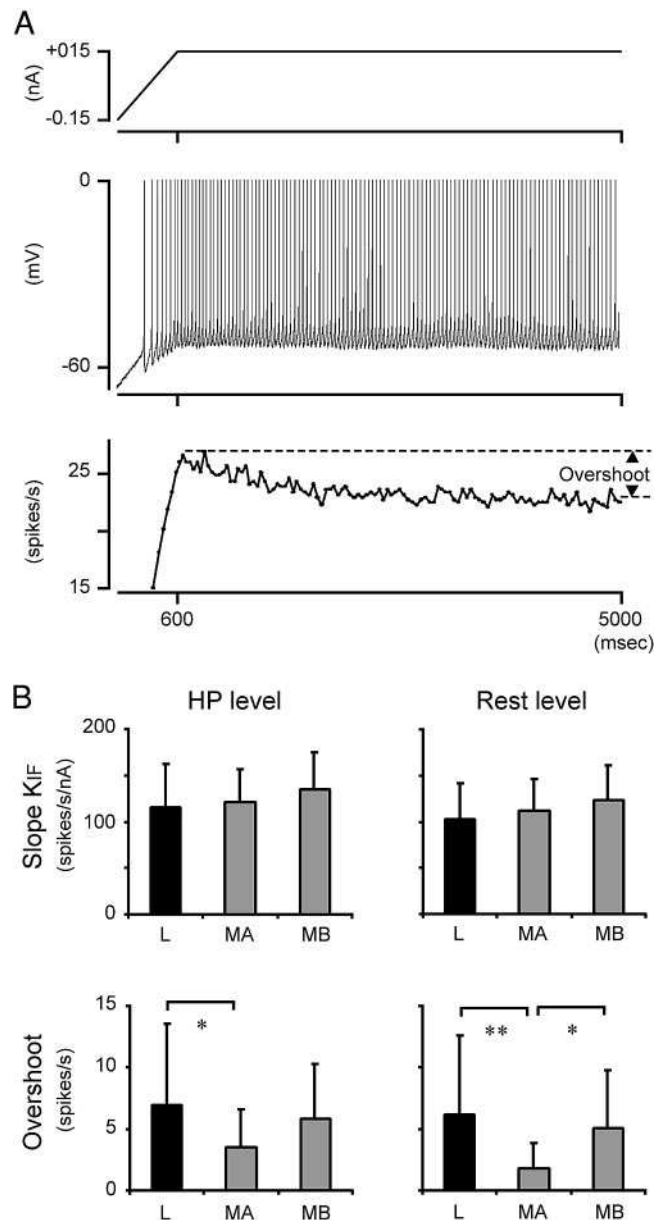 A
+015
(nA)
-0.15
0
(mV)
-60
25
(spikes/s)
15
Overshoot
600
5000
(msec)
B
HP level
Rest level
Slope KIF
(spikes/s/nA)
200
100
0
L MA MB
L MA MB
Overshoot
(spikes/s)
15
10
5
0
*
** *
L MA MB
L MA MB